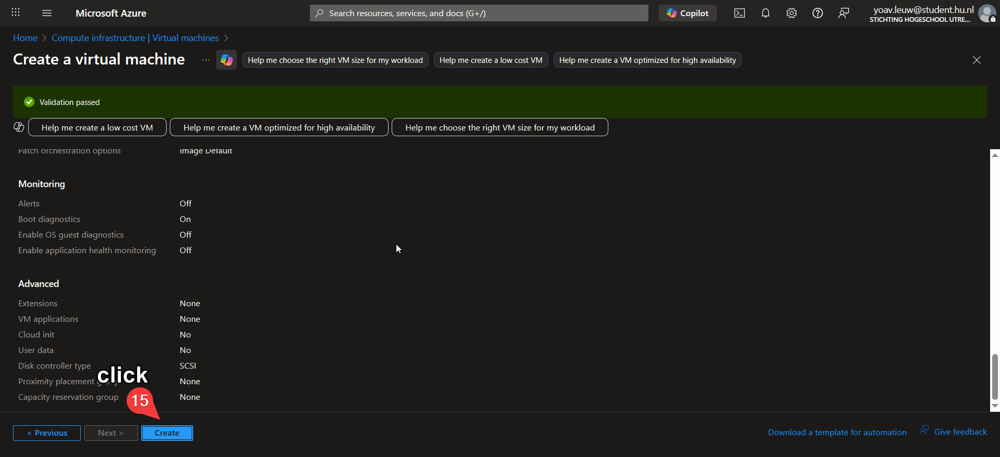 Microsoft Azure
Search resources, services, and docs (G+/)
Copilot
yoav.leuw@student.hu.nl
STICHTING HOGESCHOOL UTRE...
Home > Compute infrastructure | Virtual machines >
Create a virtual machine
...
Help me choose the right VM size for my workload
Help me create a low cost VM
Help me create a VM optimized for high availability
Validation passed
Help me create a low cost VM
Help me create a VM optimized for high availability
Help me choose the right VM size for my workload
Patch orchestration options Image Default
Monitoring
Alerts Off
Boot diagnostics On
Enable OS guest diagnostics Off
Enable application health monitoring Off
Advanced
Extensions None
VM applications None
Cloud init No
User data No
Disk controller type SCSI
click
Proximity placement None
Capacity reservation group None
15
< Previous
Next >
Create
Download a template for automation
Give feedback